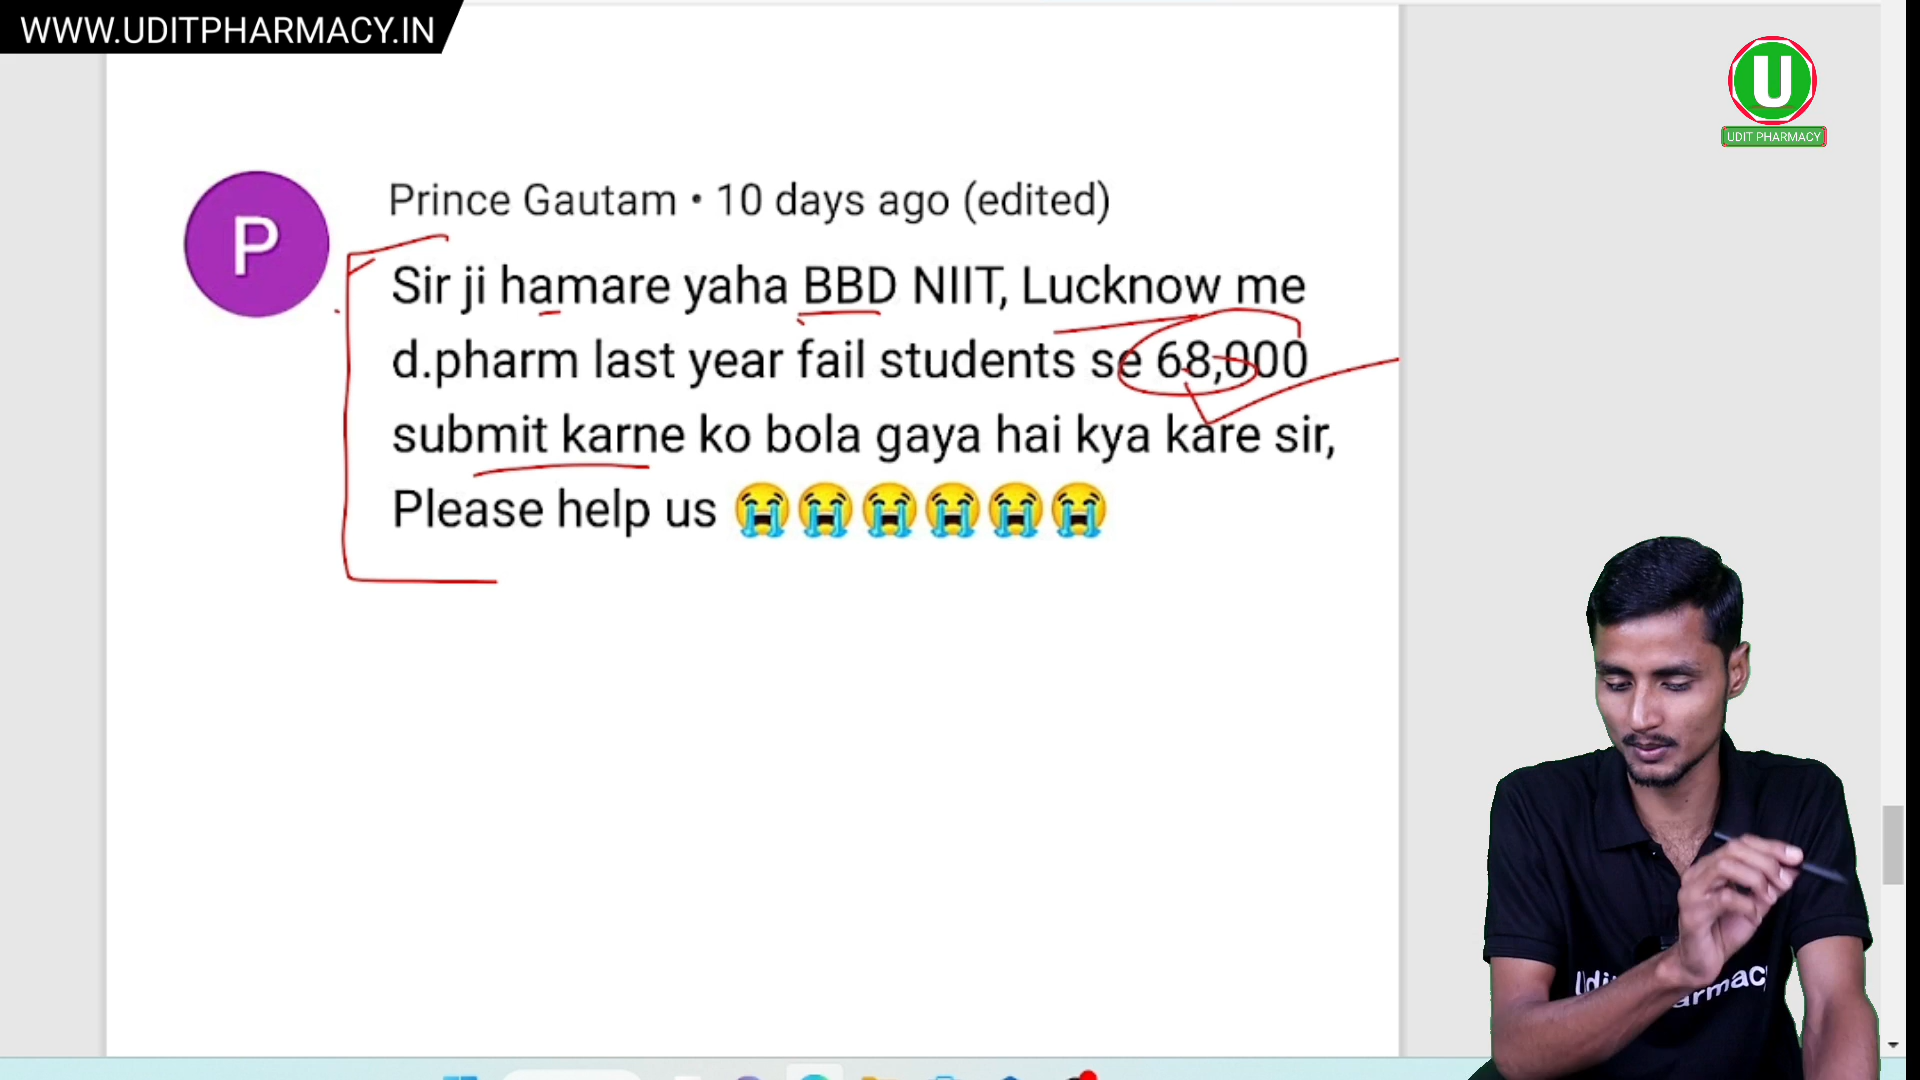 WWW.UDITPHARMACY.IN
U
UDIT PHARMACY
P
Prince Gautam • 10 days ago (edited)
Sir ji hamare yaha BBD NIIT, Lucknow me
d.pharm last year fail students se 68,000
submit karne ko bola gaya hai kya kare sir,
Please help us 😭😭😭😭😭😭